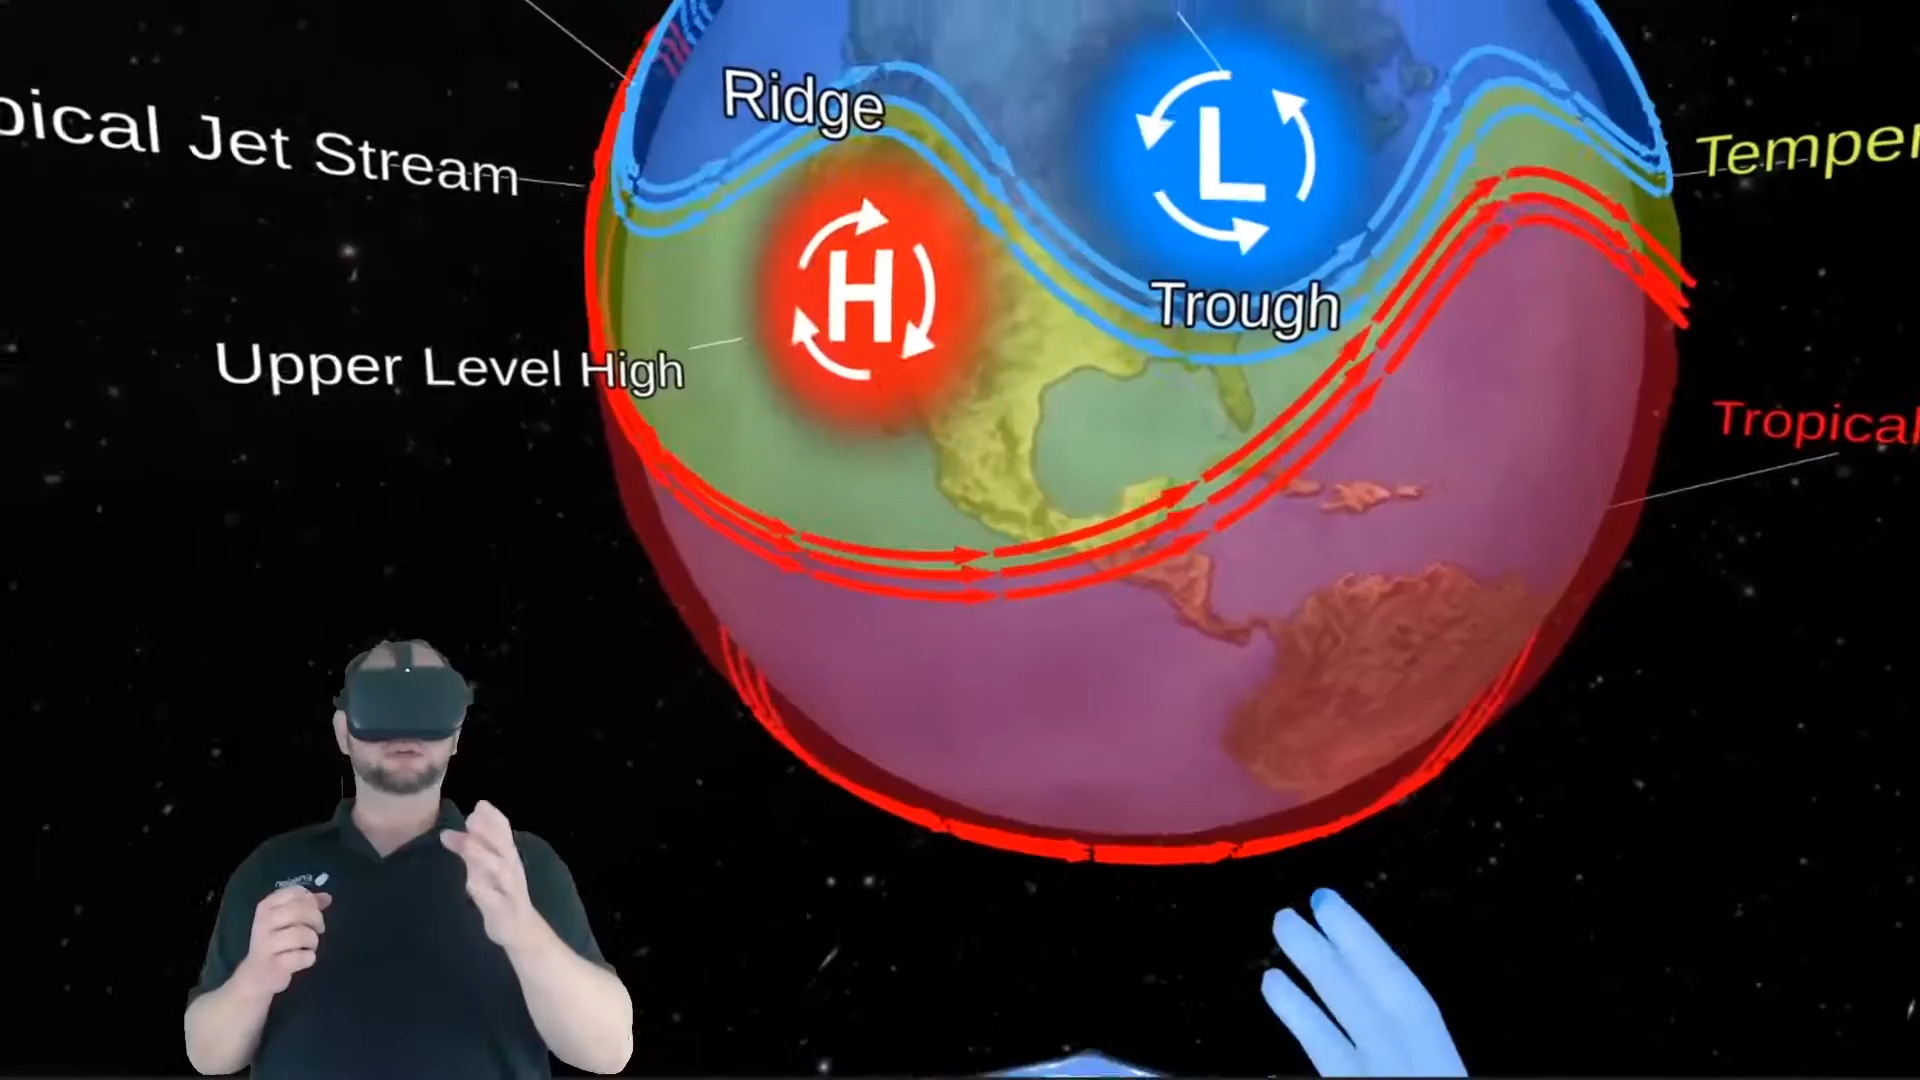 Ridge
L
pical Jet Stream
Temper
H
Trough
Upper Level High
Tropical